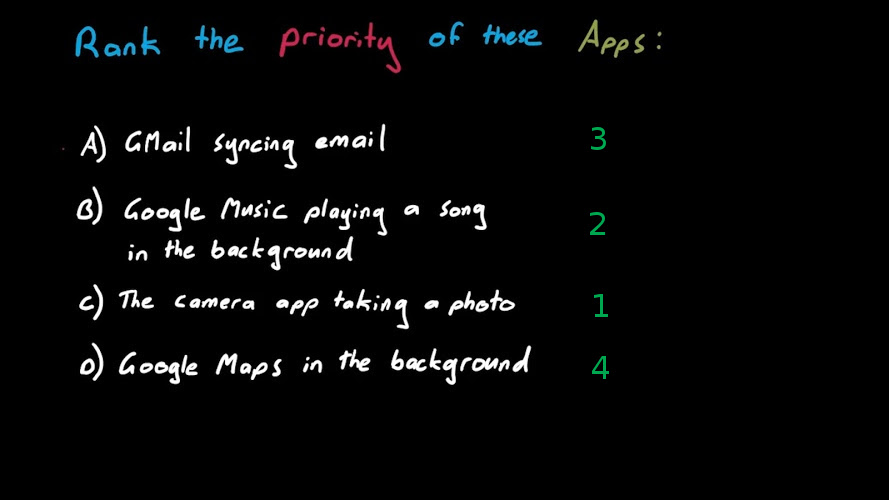 Rank the priority of these Apps:
A) GMail syncing email 3
B) Google Music playing a song 2
in the background
C) The camera app taking a photo 1
D) Google Maps in the background 4